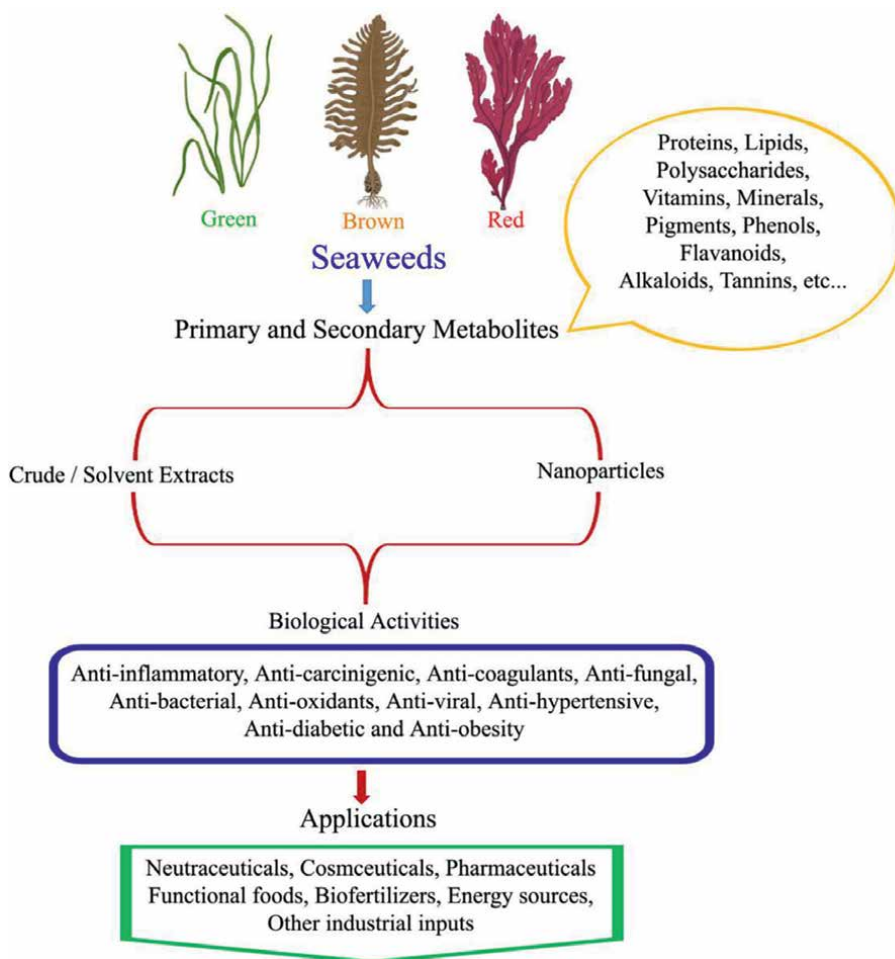 Green Brown Red
Seaweeds
Proteins, Lipids,
Polysaccharides,
Vitamins, Minerals,
Pigments, Phenols,
Flavanoids,
Alkaloids, Tannins, etc...
Primary and Secondary Metabolites
Crude / Solvent Extracts
Nanoparticles
Biological Activities
Anti-inflammatory, Anti-carcinigenic, Anti-coagulants, Anti-fungal,
Anti-bacterial, Anti-oxidants, Anti-viral, Anti-hypertensive,
Anti-diabetic and Anti-obesity
Applications
Neutraceuticals, Cosmceuticals, Pharmaceuticals
Functional foods, Biofertilizers, Energy sources,
Other industrial inputs